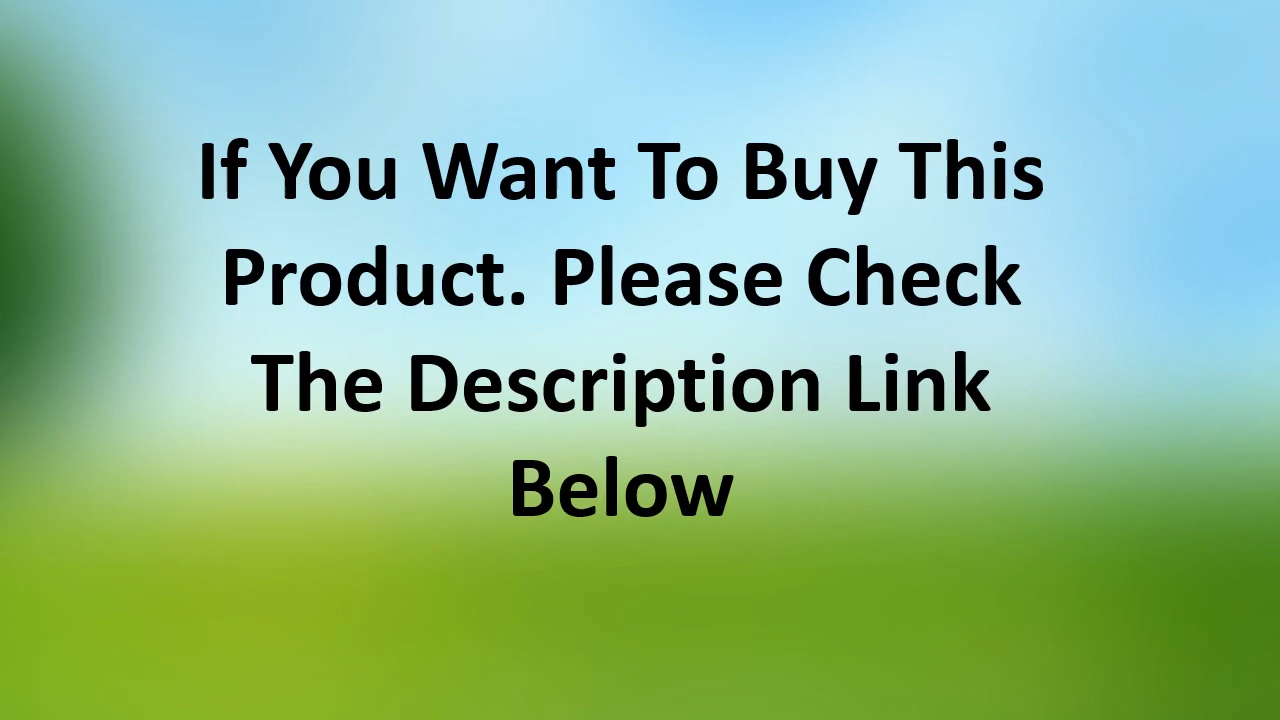 If You Want To Buy This
Product. Please Check
The Description Link
Below